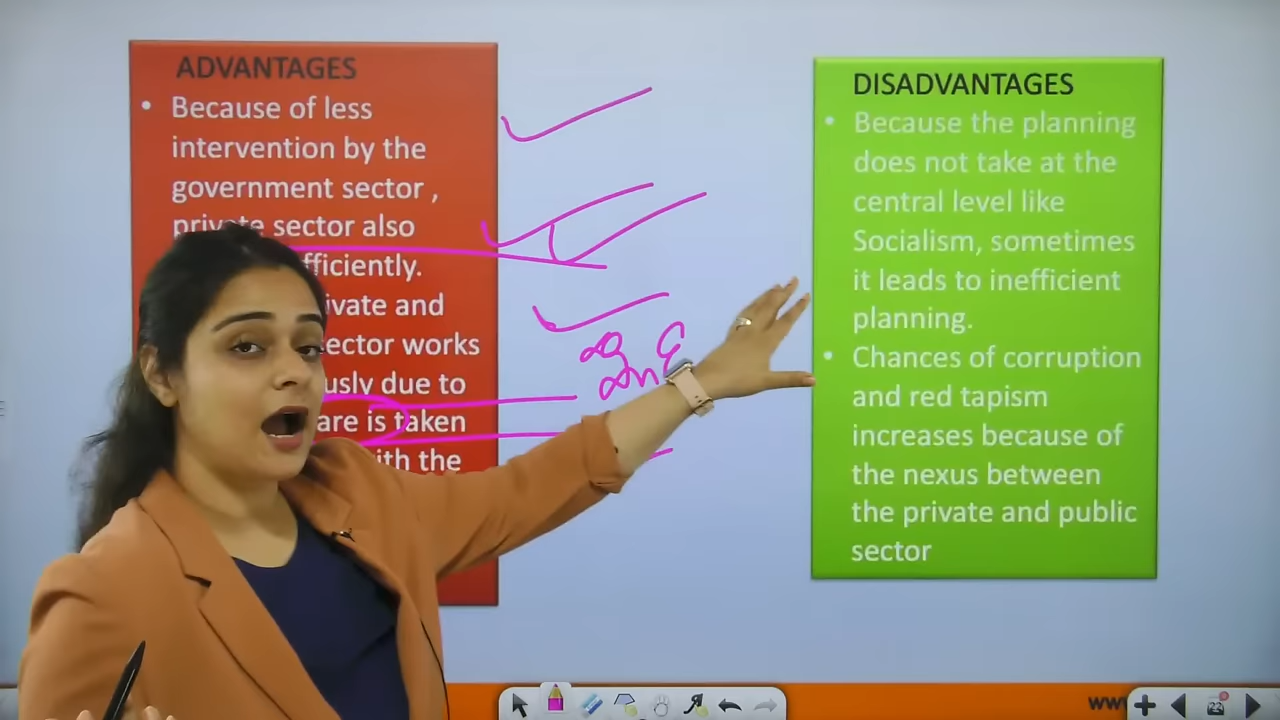 ADVANTAGES
• Because of less
intervention by the
government sector ,
private sector also
fficiently.
ivate and
ector works
usly due to
are is taken
ith the
DISADVANTAGES
• Because the planning
does not take at the
central level like
Socialism, sometimes
it leads to inefficient
planning.
• Chances of corruption
and red tapism
increases because of
the nexus between
the private and public
sector
ww